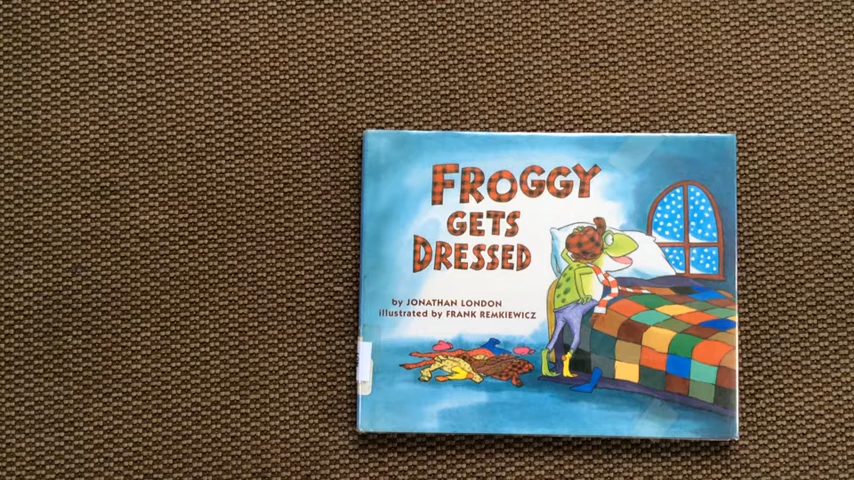 FROGGY
GETS
DRESSED
by JONATHAN LONDON
illustrated by FRANK REMKIEWICZ